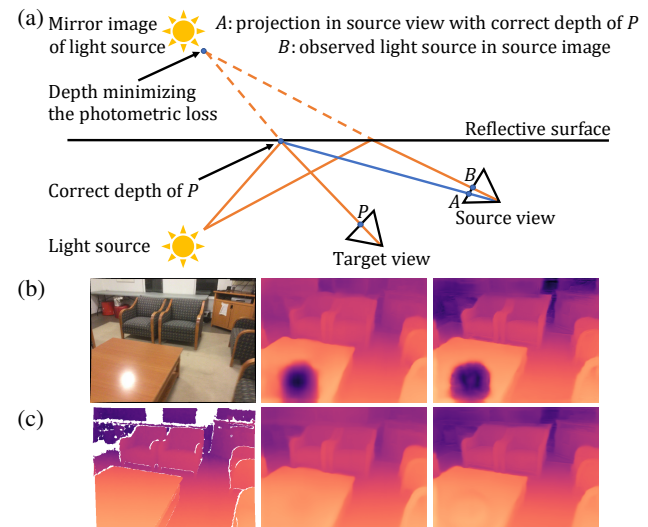 (a)
Mirror image
of light source
A: projection in source view with correct depth of P
B: observed light source in source image
Depth minimizing
the photometric loss
Reflective surface
Correct depth of P
B
A
P
Source view
Light source
Target view
(b)
(c)